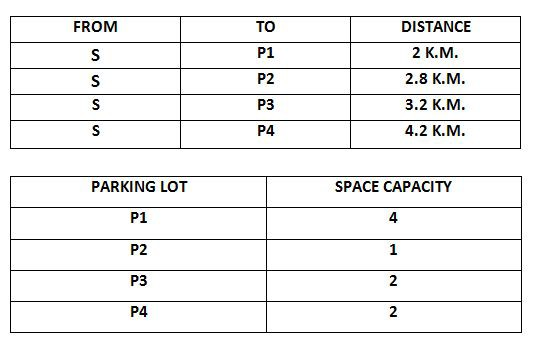 FROM TO DISTANCE
S P1 2 K.M.
S P2 2.8 K.M.
S P3 3.2 K.M.
S P4 4.2 K.M.
PARKING LOT SPACE CAPACITY
P1 4
P2 1
P3 2
P4 2